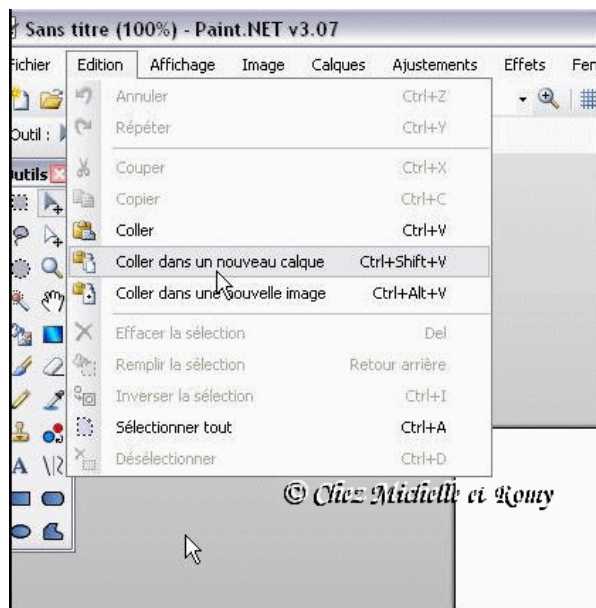 Sans titre (100%) - Paint.NET v3.07
ichier Edition Affichage Image Calques Ajustements Effets Fen
Annuler Ctrl+Z
Outil :
Répéter Ctrl+Y
utils
Couper Ctrl+X
Copier Ctrl+C
Coller Ctrl+V
Coller dans un nouveau calque Ctrl+Shift+V
Coller dans une nouvelle image Ctrl+Alt+V
Effacer la sélection Del
Remplir la sélection Retour arrière
Inverser la sélection Ctrl+I
Sélectionner tout Ctrl+A
Désélectionner Ctrl+D
© Chez Michelle et Romy